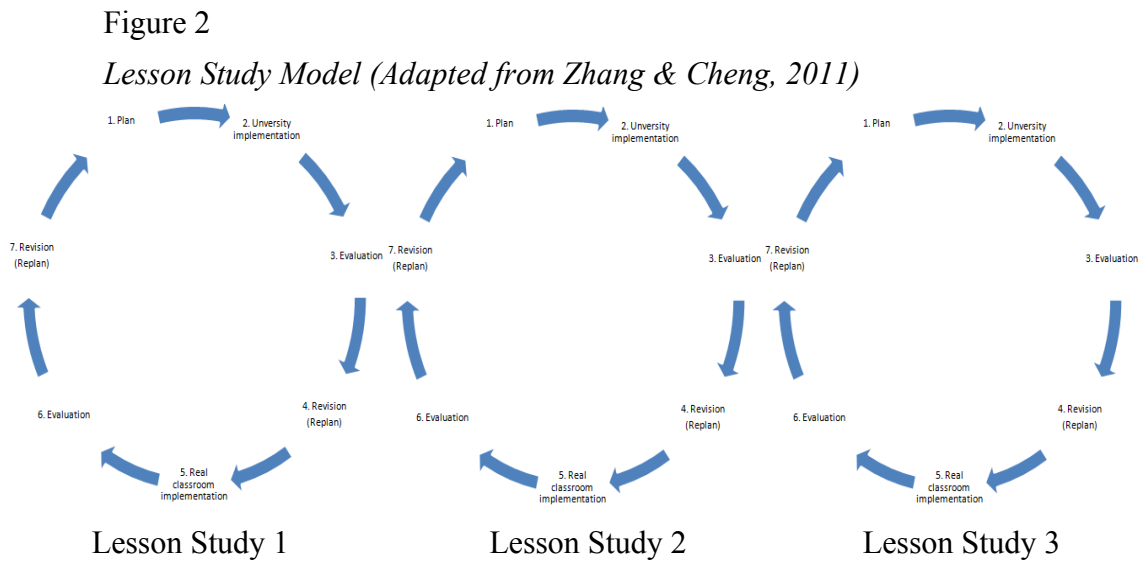 Figure 2
Lesson Study Model (Adapted from Zhang & Cheng, 2011)
1. Plan
2. Unversity
implementation
3. Evaluation
4. Revision
(Replan)
5. Real
classroom
implementation
6. Evaluation
7. Revision
(Replan)
Lesson Study 1
1. Plan
2. Unversity
implementation
3. Evaluation
4. Revision
(Replan)
5. Real
classroom
implementation
6. Evaluation
7. Revision
(Replan)
Lesson Study 2
1. Plan
2. Unversity
implementation
3. Evaluation
4. Revision
(Replan)
5. Real
classroom
implementation
6. Evaluation
7. Revision
(Replan)
Lesson Study 3